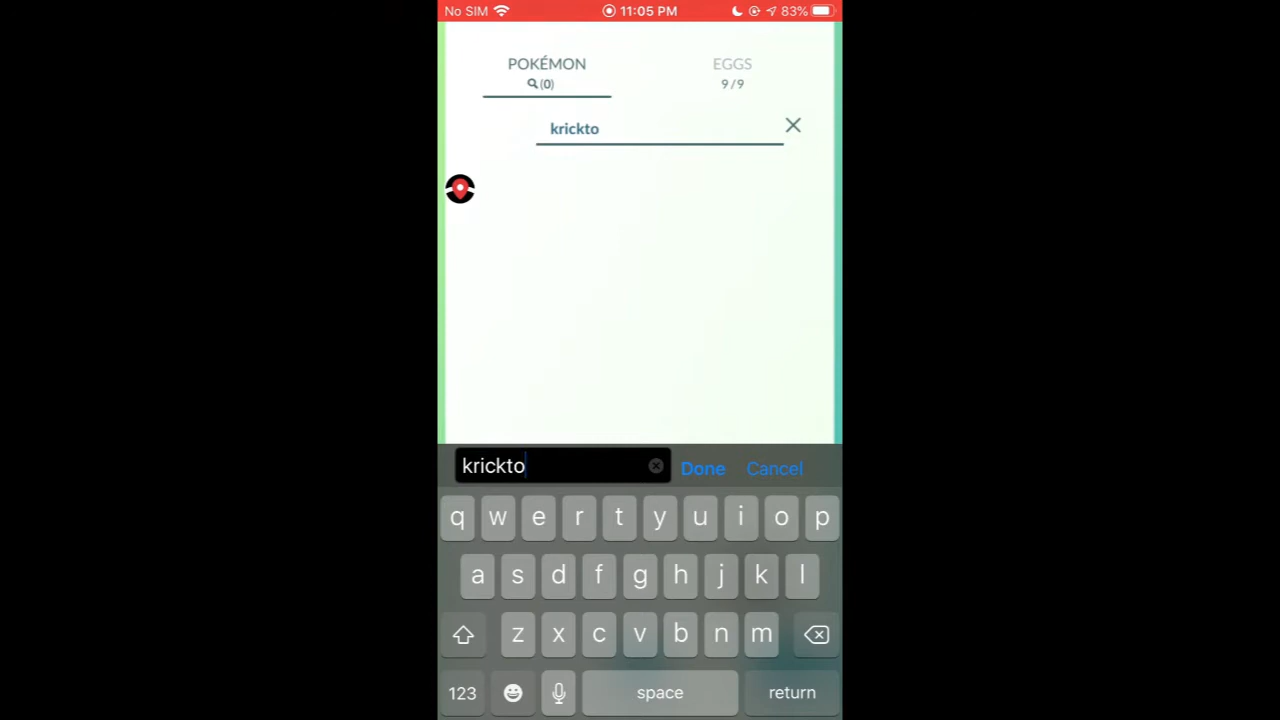 No SIM 11:05 PM 83%
POKÉMON EGGS
(0) 9/9
krickto
krickto Done Cancel
q w e r t y u i o p
a s d f g h j k l
z x c v b n m
123 space return